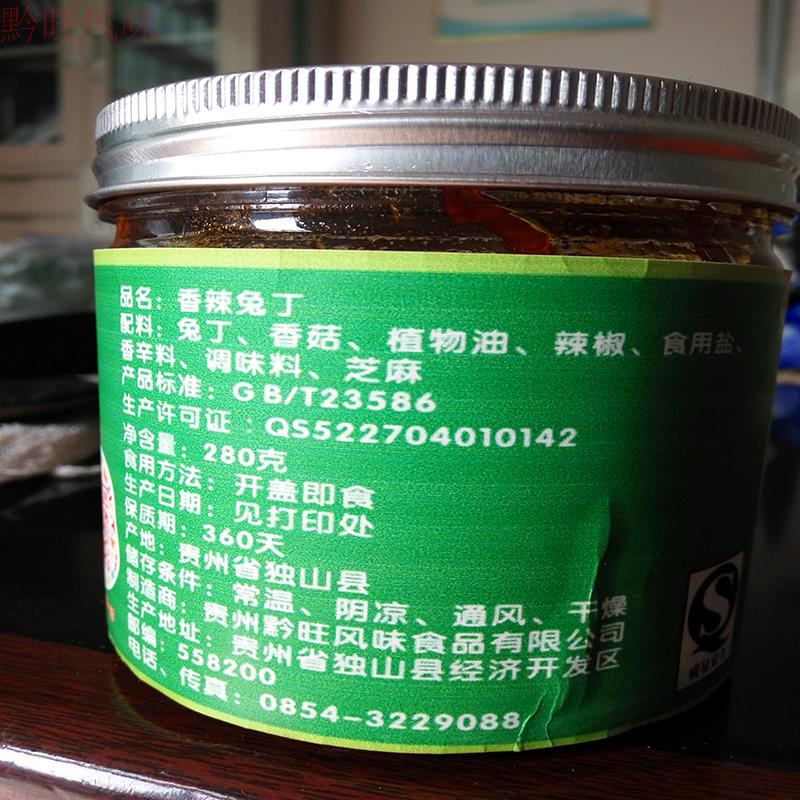 黔旺风味
品名：香辣兔丁
配料：兔丁、香菇、植物油、辣椒、食用盐、
香辛料、调味料、芝麻
产品标准：GB/T23586
生产许可证：QS522704010142
净含量：280克
食用方法：开盖即食
生产日期：见打印处
保质期：360天
产地：贵州省独山县
储存条件：常温、阴凉、通风、干燥
制造商：贵州黔旺风味食品有限公司
生产地址：贵州省独山县经济开发区
邮编：558200
电话、传真：0854-3229088
质量安全